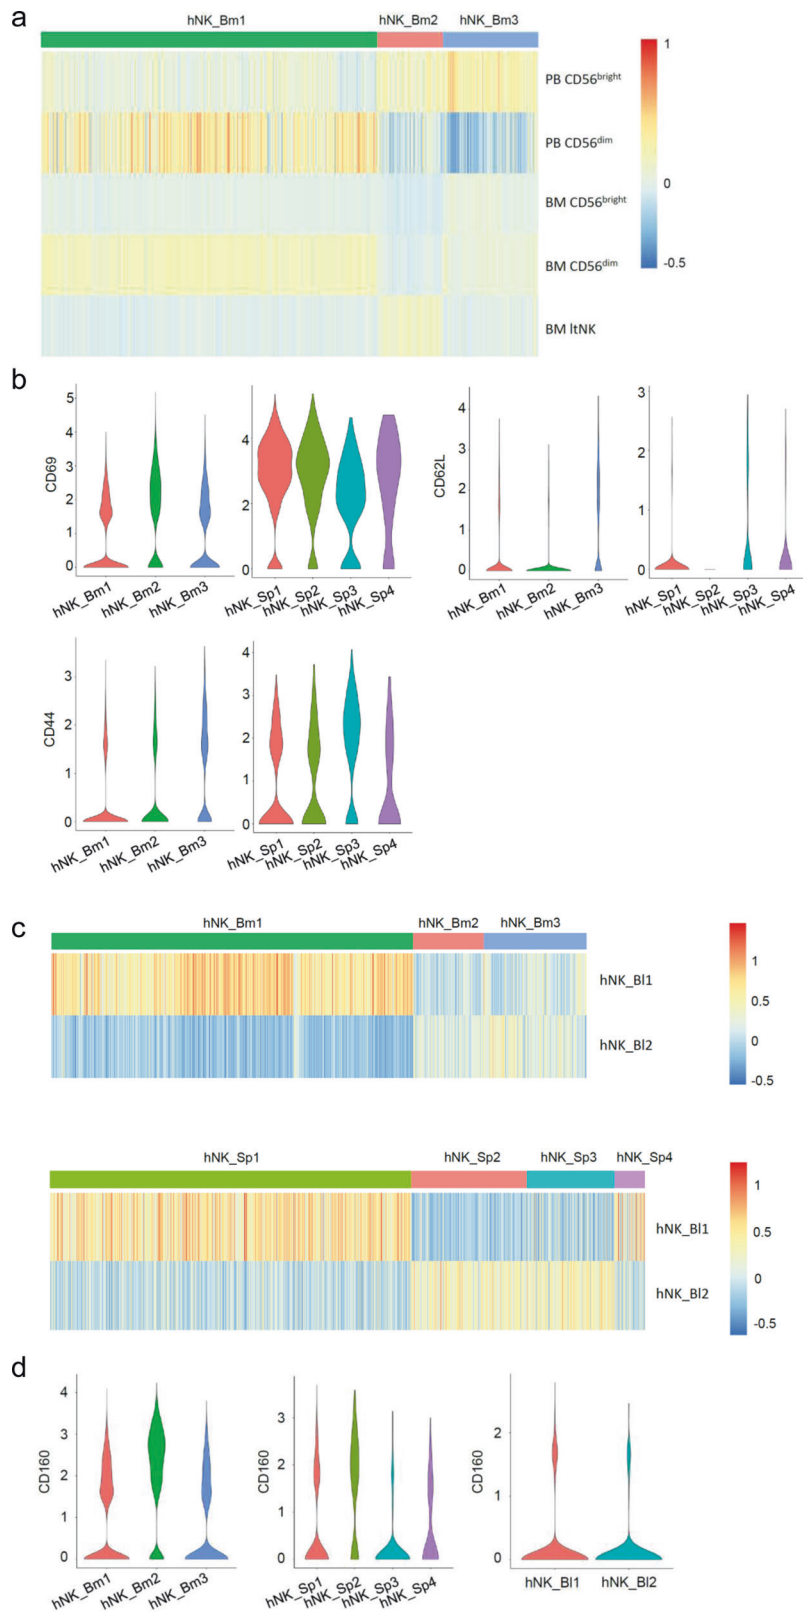 a
hNK_Bm1 hNK_Bm2 hNK_Bm3
PB CD56bright
PB CD56dim
BM CD56bright
BM CD56dim
BM ltNK
1
0
-0.5
b
CD69
5
4
3
2
1
0
hNK_Bm1 hNK_Bm2 hNK_Bm3
4
2
0
hNK_Sp1 hNK_Sp2 hNK_Sp3 hNK_Sp4
CD62L
4
3
2
1
0
hNK_Bm1 hNK_Bm2 hNK_Bm3
3
2
1
0
hNK_Sp1 hNK_Sp2 hNK_Sp3 hNK_Sp4
CD44
3
2
1
0
hNK_Bm1 hNK_Bm2 hNK_Bm3
4
3
2
1
0
hNK_Sp1 hNK_Sp2 hNK_Sp3 hNK_Sp4
c
hNK_Bm1 hNK_Bm2 hNK_Bm3
hNK_Bl1
hNK_Bl2
1
0.5
0
-0.5
hNK_Sp1 hNK_Sp2 hNK_Sp3 hNK_Sp4
hNK_Bl1
hNK_Bl2
1
0.5
0
-0.5
d
CD160
4
3
2
1
0
hNK_Bm1 hNK_Bm2 hNK_Bm3
CD160
3
2
1
0
hNK_Sp1 hNK_Sp2 hNK_Sp3 hNK_Sp4
CD160
2
1
0
hNK_Bl1 hNK_Bl2